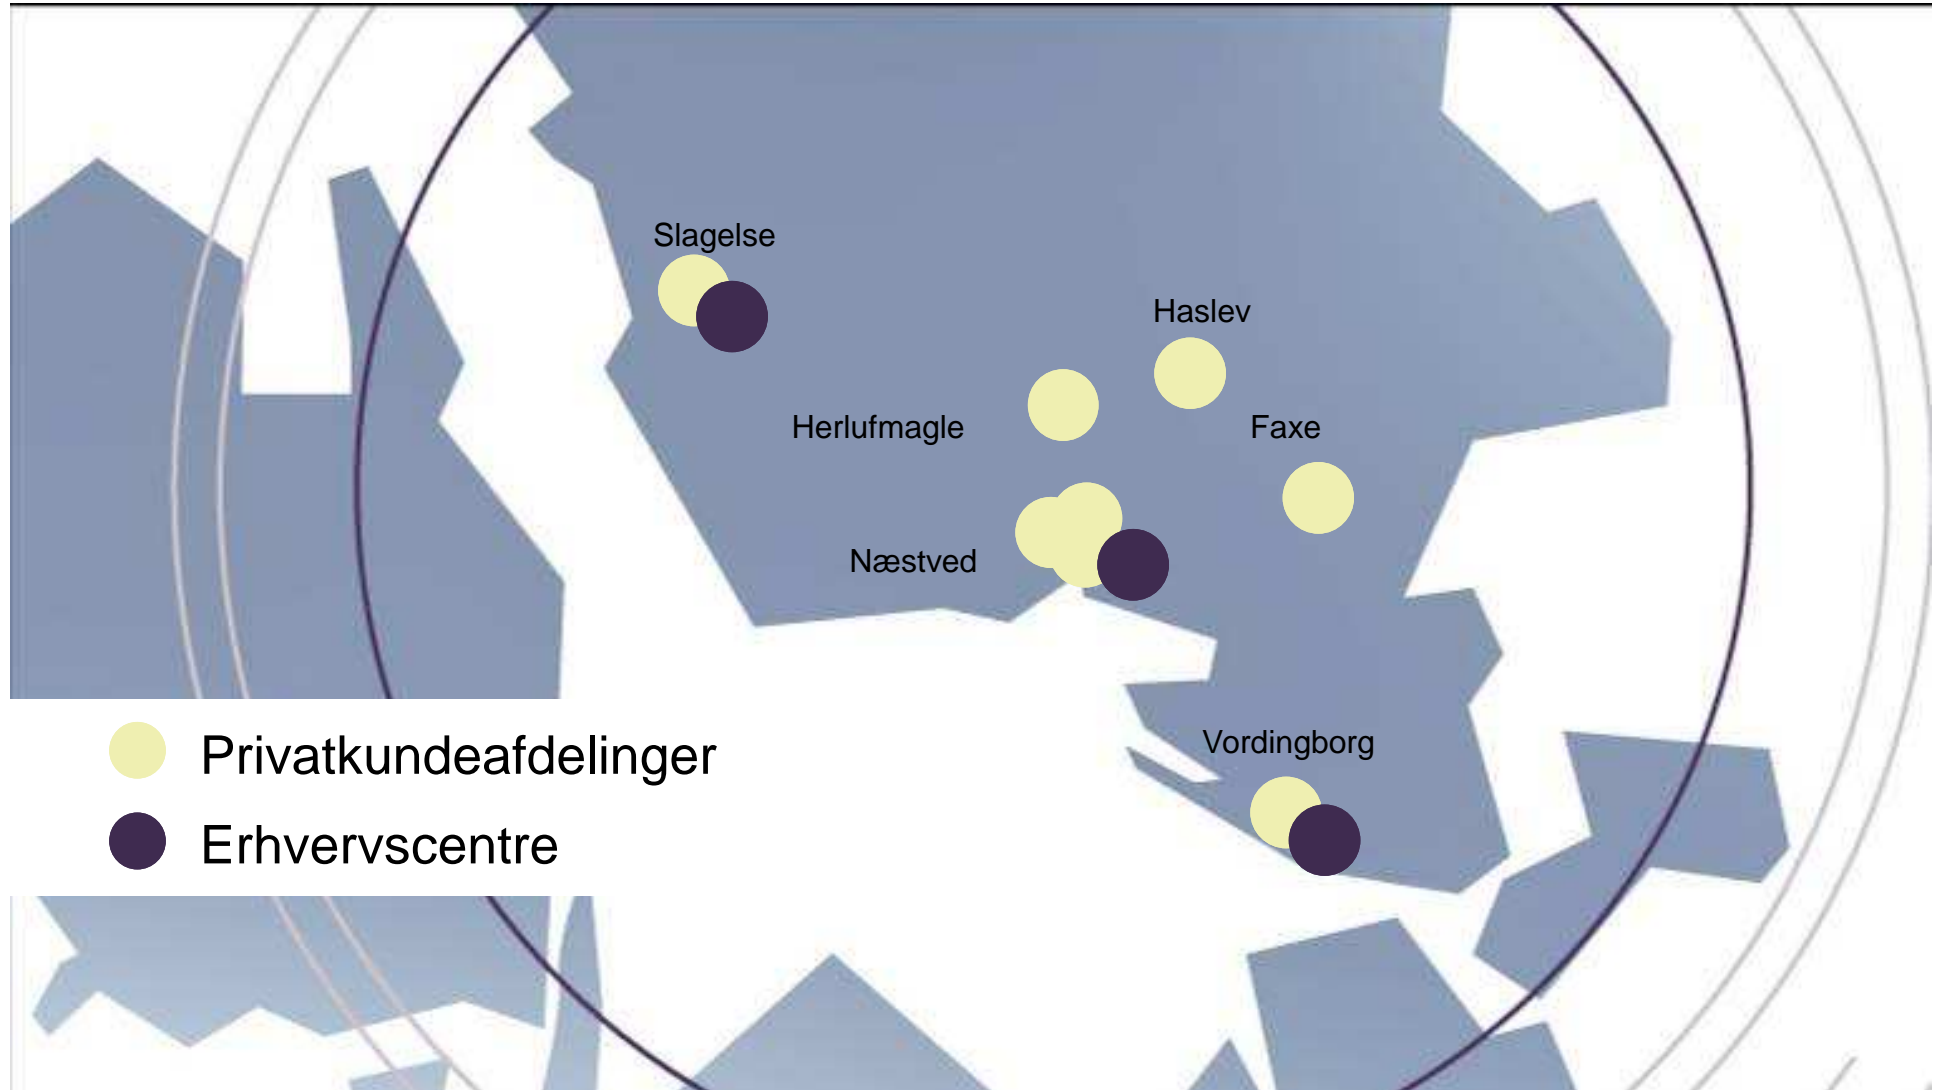 Slagelse
Haslev
Herlufmagle
Faxe
Næstved
Vordingborg
Privatkundeafdelinger
Erhvervscentre